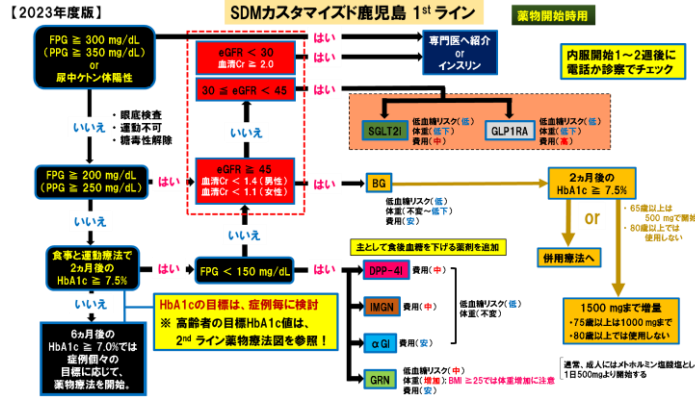 【2023年度版】
SDMカスタマイズド鹿児島 1st ライン
薬物開始時用
FPG ≧ 300 mg/dL
(PPG ≧ 350 mg/dL)
or
尿中ケトン体陽性
はい
eGFR < 30
血清Cr ≧ 2.0
はい
専門医へ紹介
or
インスリン
内服開始1~2週後に
電話か診察でチェック
30 ≦ eGFR < 45
はい
いいえ
・眼底検査
・運動不可
・糖毒性解除
いいえ
SGLT2i
低血糖リスク(低)
体重(低下)
費用(中)
GLP1RA
低血糖リスク(低)
体重(低下)
費用(高)
FPG ≧ 200 mg/dL
(PPG ≧ 250 mg/dL)
はい
eGFR ≧ 45
血清Cr < 1.4 (男性)
血清Cr < 1.1 (女性)
はい
BG
低血糖リスク(低)
体重(不変~低下)
費用(安)
2ヵ月後の
HbA1c ≧ 7.5%
or
・65歳以上は
500 mgで開始
・80歳以上では
使用しない
併用療法へ
いいえ
いいえ
食事と運動療法で
2ヵ月後の
HbA1c ≧ 7.5%
はい
FPG < 150 mg/dL
はい
主として食後血糖を下げる薬剤を追加
DPP-4I
費用(中)
IMGN
費用(中)
αGI
費用(安)
低血糖リスク(低)
体重(不変)
GRN
低血糖リスク(中)
体重(増加): BMI ≧25では体重増加に注意
費用(安)
1500 mgまで増量
・75歳以上は1000 mgまで
・80歳以上では使用しない
通常、成人にはメトホルミン塩酸塩とし
1日500mgより開始する
いいえ
HbA1cの目標は、症例毎に検討
※ 高齢者の目標HbA1c値は、
2nd ライン薬物療法図を参照!
6ヵ月後の
HbA1c ≧ 7.0%では
症例個々の
目標に応じて、
薬物療法を開始。